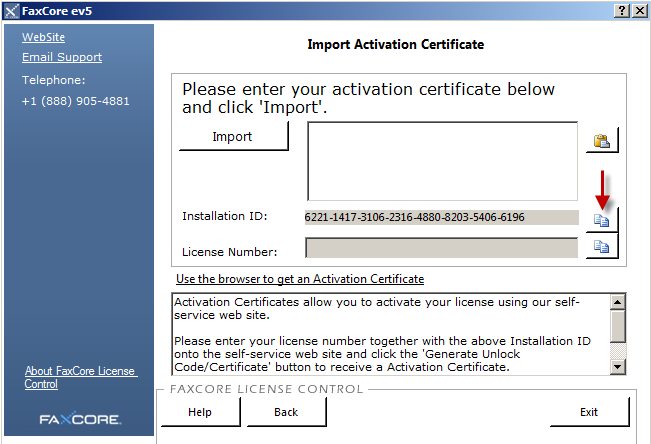 FaxCore ev5
WebSite
Email Support
Telephone:
+1 (888) 905-4881
Import Activation Certificate
Please enter your activation certificate below
and click 'Import'.
Import
Installation ID:
6221-1417-3106-2316-4880-8203-5406-6196
License Number:
Use the browser to get an Activation Certificate
Activation Certificates allow you to activate your license using our self-
service web site.
Please enter your license number together with the above Installation ID
onto the self-service web site and click the 'Generate Unlock
Code/Certificate' button to receive a Activation Certificate.
About FaxCore License
Control
FAXCORE.
FAXCORE LICENSE CONTROL
Help
Back
Exit